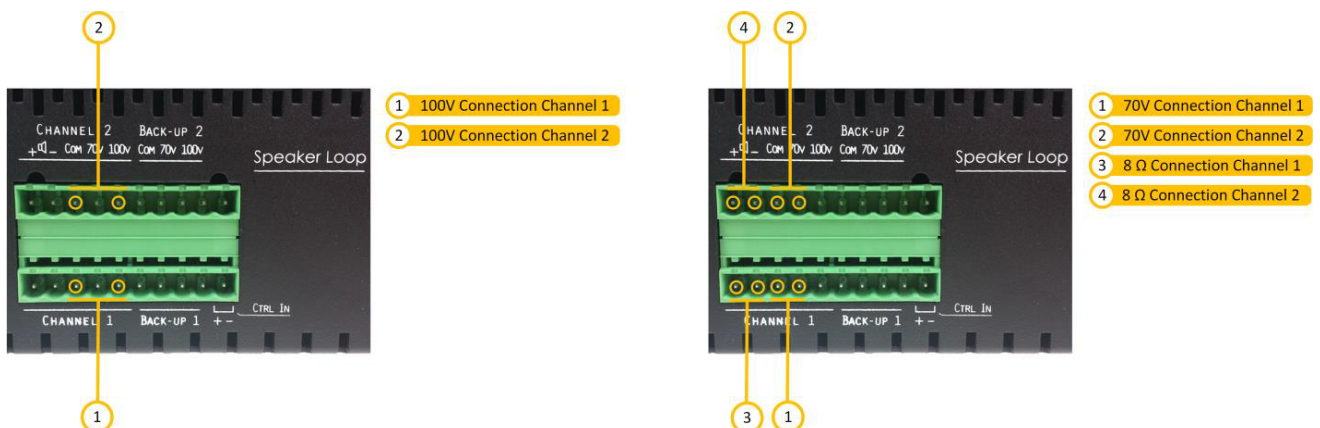 2
CHANNEL 2 BACK-UP 2
+ - COM 70V 100V COM 70V 100V
Speaker Loop
CHANNEL 1 BACK-UP 1 + - CTRL IN
1
1 100V Connection Channel 1
2 100V Connection Channel 2
4 2
CHANNEL 2 BACK-UP 2
+ - COM 70V 100V COM 70V 100V
Speaker Loop
CHANNEL 1 BACK-UP 1 + - CTRL IN
3 1
1 70V Connection Channel 1
2 70V Connection Channel 2
3 8 Ω Connection Channel 1
4 8 Ω Connection Channel 2